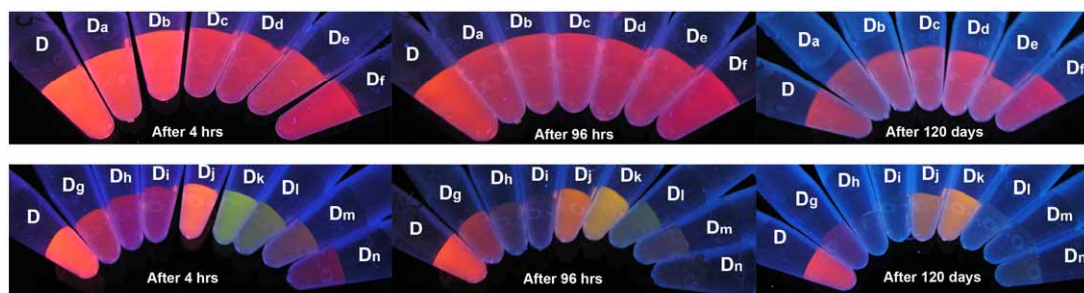 D Da Db Dc Dd De Df
After 4 hrs
D Da Db Dc Dd De Df
After 96 hrs
D Da Db Dc Dd De Df
After 120 days
D Dg Dh Di Dj Dk Dl Dm Dn
After 4 hrs
D Dg Dh Di Dj Dk Dl Dm Dn
After 96 hrs
D Dg Dh Di Dj Dk Dl Dm Dn
After 120 days